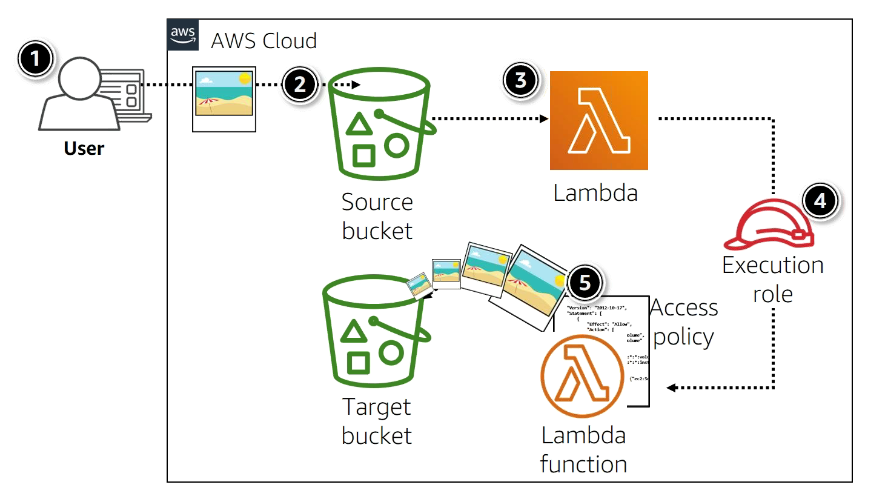 aws
AWS Cloud
1
2
3
User
Source
bucket
Lambda
4
Execution
role
5
Access
policy
"Version": "2012-10-17",
"Statement": [
{
"Effect": "Allow",
"Action": [
Target
bucket
Lambda
function